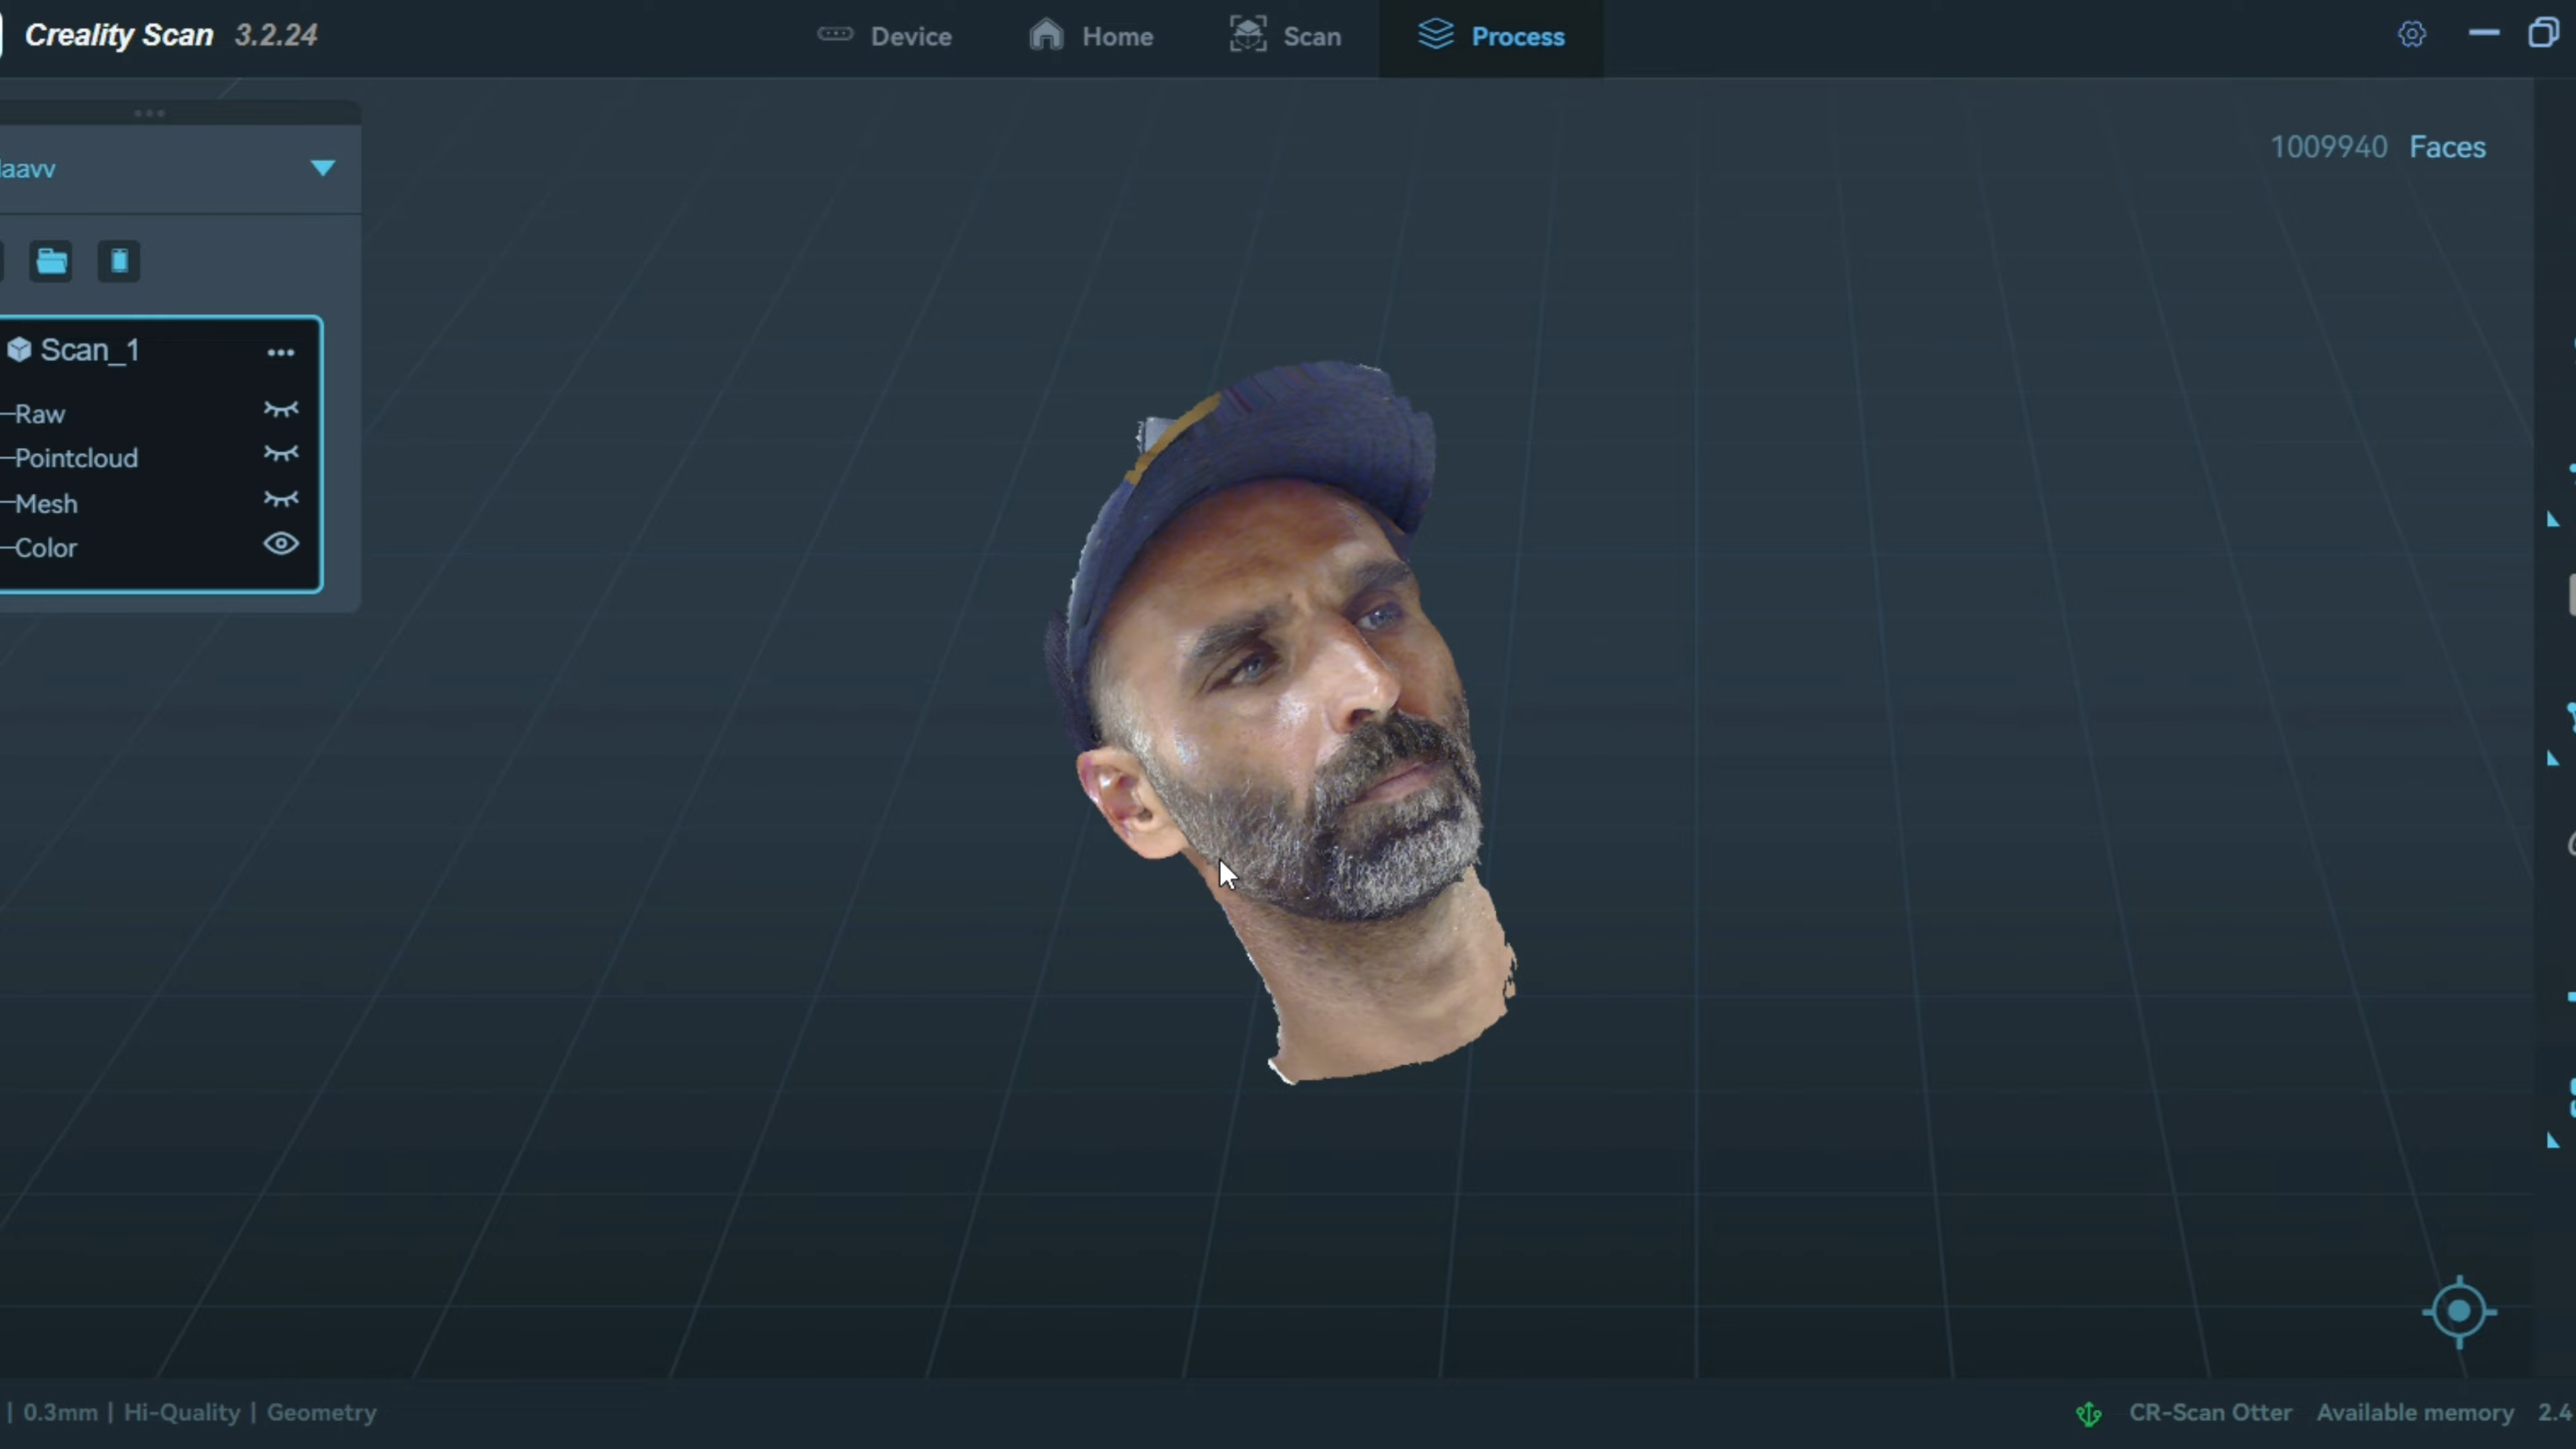 Creality Scan 3.2.24
Device
Home
Scan
Process
1009940 Faces
aavv
Scan_1
Raw
Pointcloud
Mesh
Color
| 0.3mm | Hi-Quality | Geometry
CR-Scan Otter
Available memory 2.4